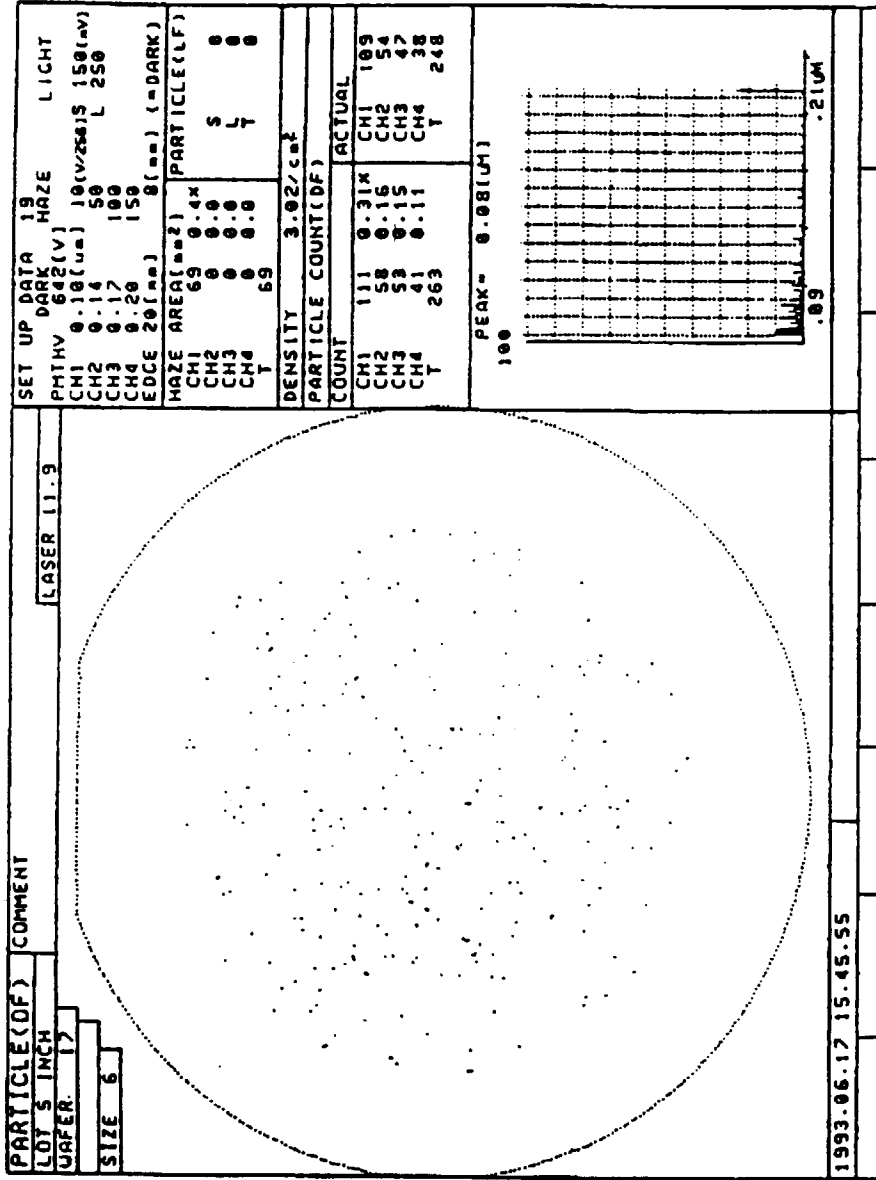 PARTICLE(DF) COMMENT
LOT 5 INCH
LASER 11.9
WAFER. 17
SIZE 6
SET UP DATA 19
DARK HAZE LIGHT
PMTHV 642(V)
CH1 0.10(um) 10(V/256)S 150(mV)
CH2 0.14 50 L 250
CH3 0.17 100
CH4 0.20 150
EDGE 20(mm) 8(mm) (=DARK)
HAZE AREA(mm²) PARTICLE(LF)
CH1 69 0.4%
CH2 0 0.0 S 0
CH3 0 0.0 L 0
CH4 0 0.0 T 0
T 69
DENSITY 3.02/cm²
PARTICLE COUNT(DF)
COUNT ACTUAL
CH1 111 0.31% CH1 109
CH2 58 0.16 CH2 54
CH3 53 0.15 CH3 47
CH4 41 0.11 CH4 38
T 263 T 248
PEAK= 0.08(UM)
100
.09 .21UM
1993.06.17 15.45.55